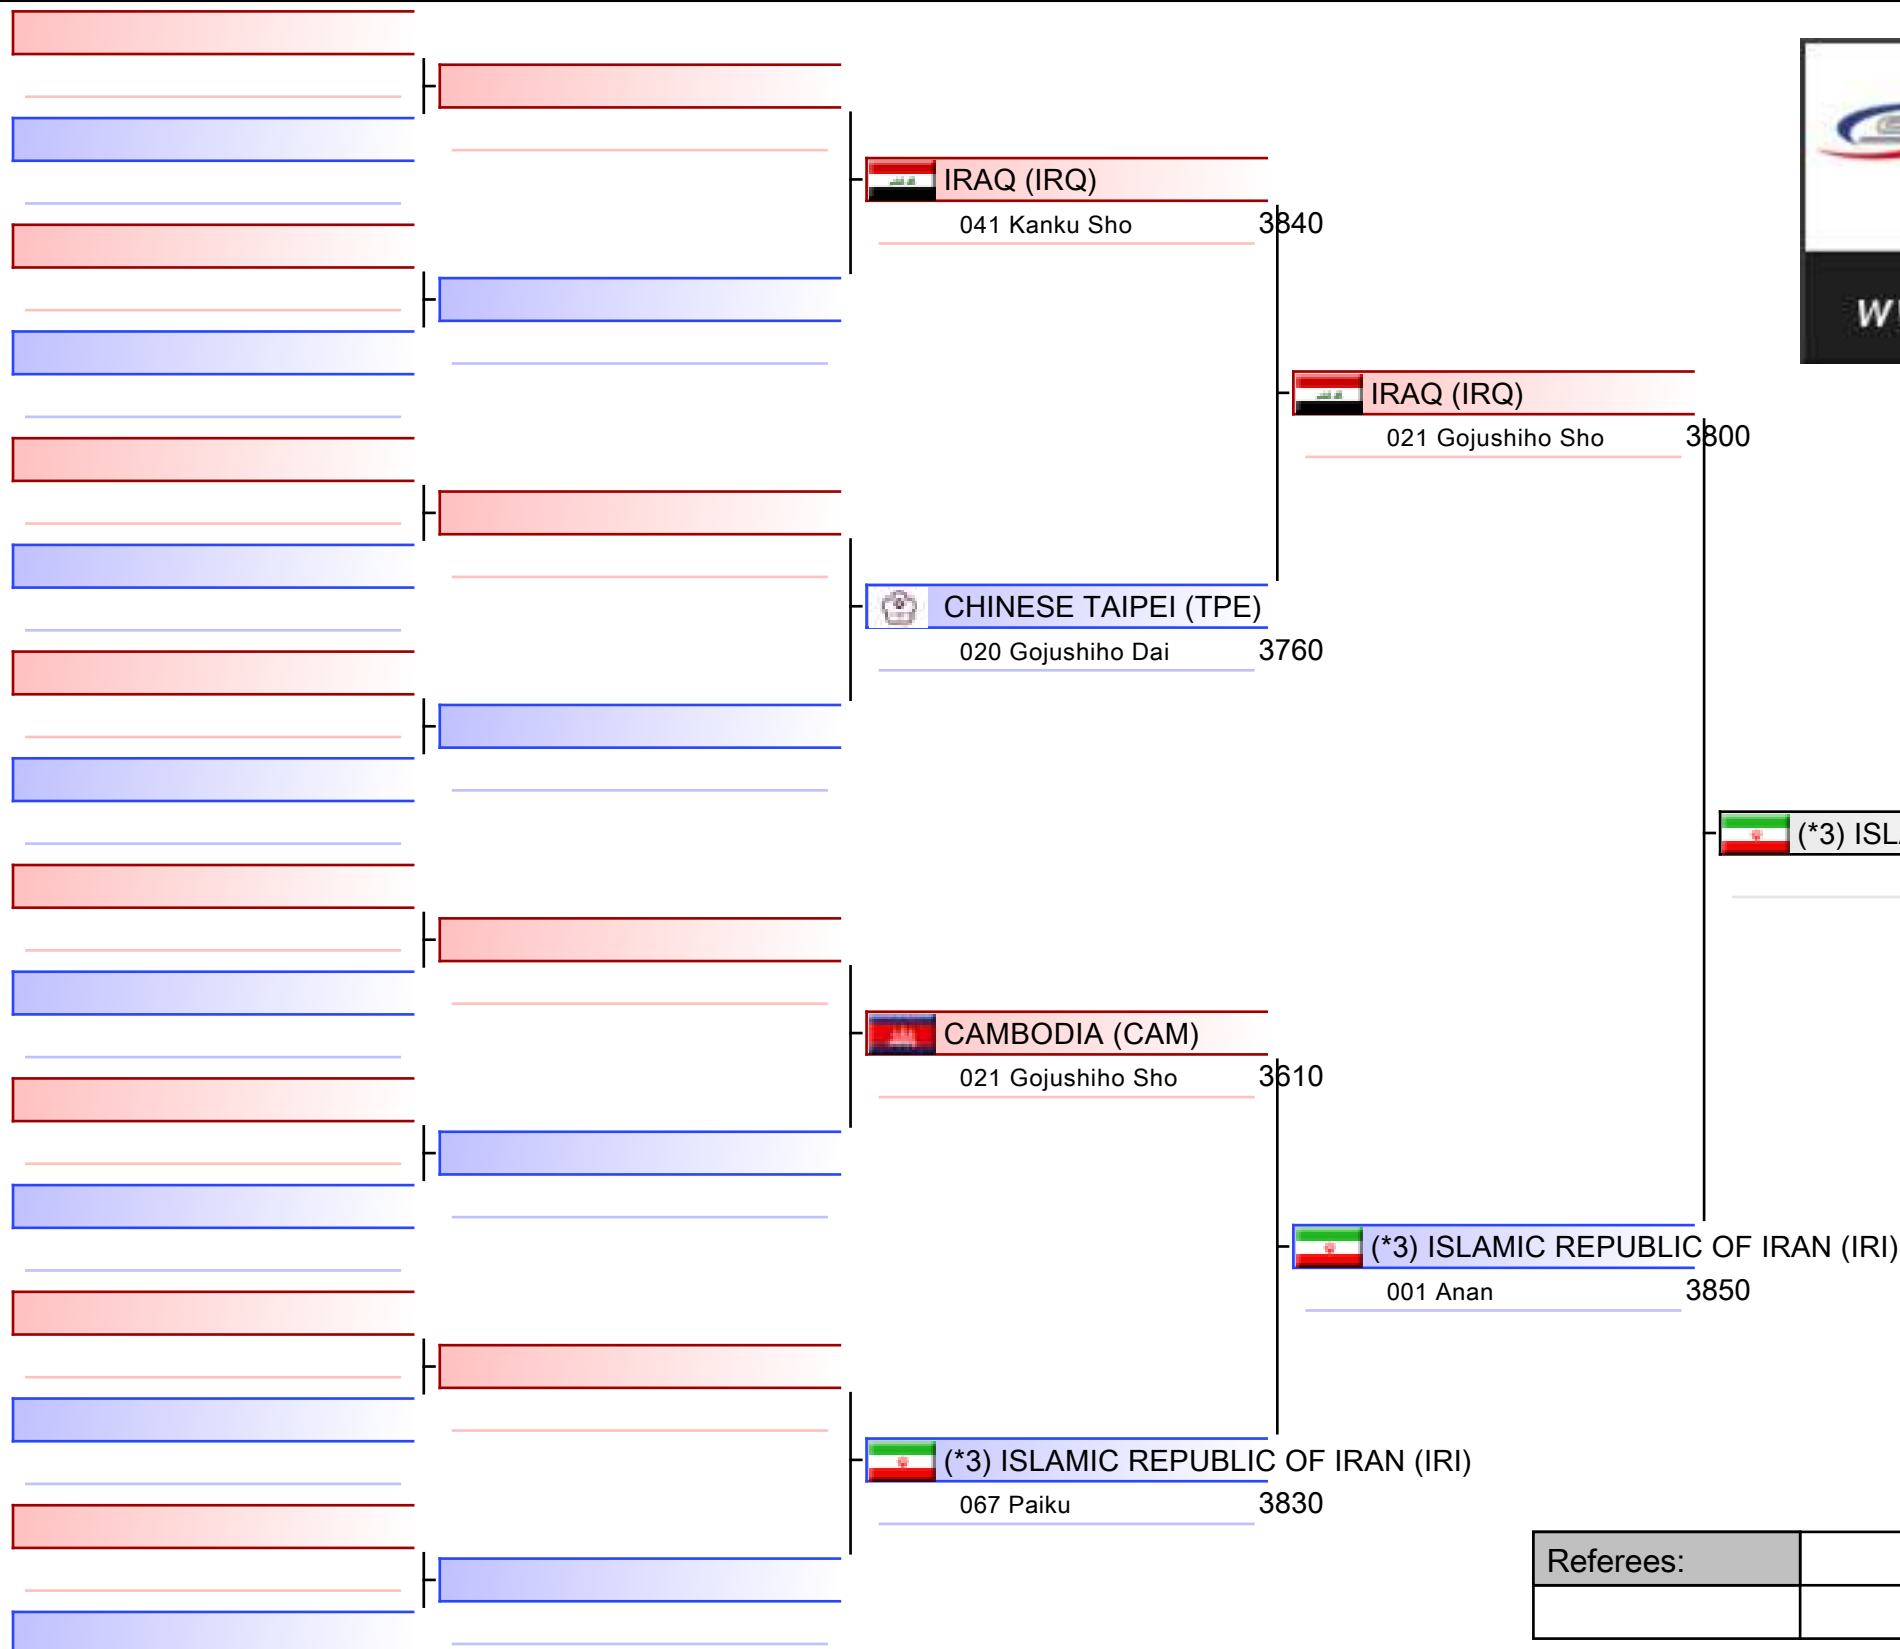 IRAQ (IRQ)
041 Kanku Sho 3840
IRAQ (IRQ)
021 Gojushiho Sho 3800
CHINESE TAIPEI (TPE)
020 Gojushiho Dai 3760
(*3) ISL
CAMBODIA (CAM)
021 Gojushiho Sho 3610
(*3) ISLAMIC REPUBLIC OF IRAN (IRI)
001 Anan 3850
(*3) ISLAMIC REPUBLIC OF IRAN (IRI)
067 Paiku 3830
Referees: